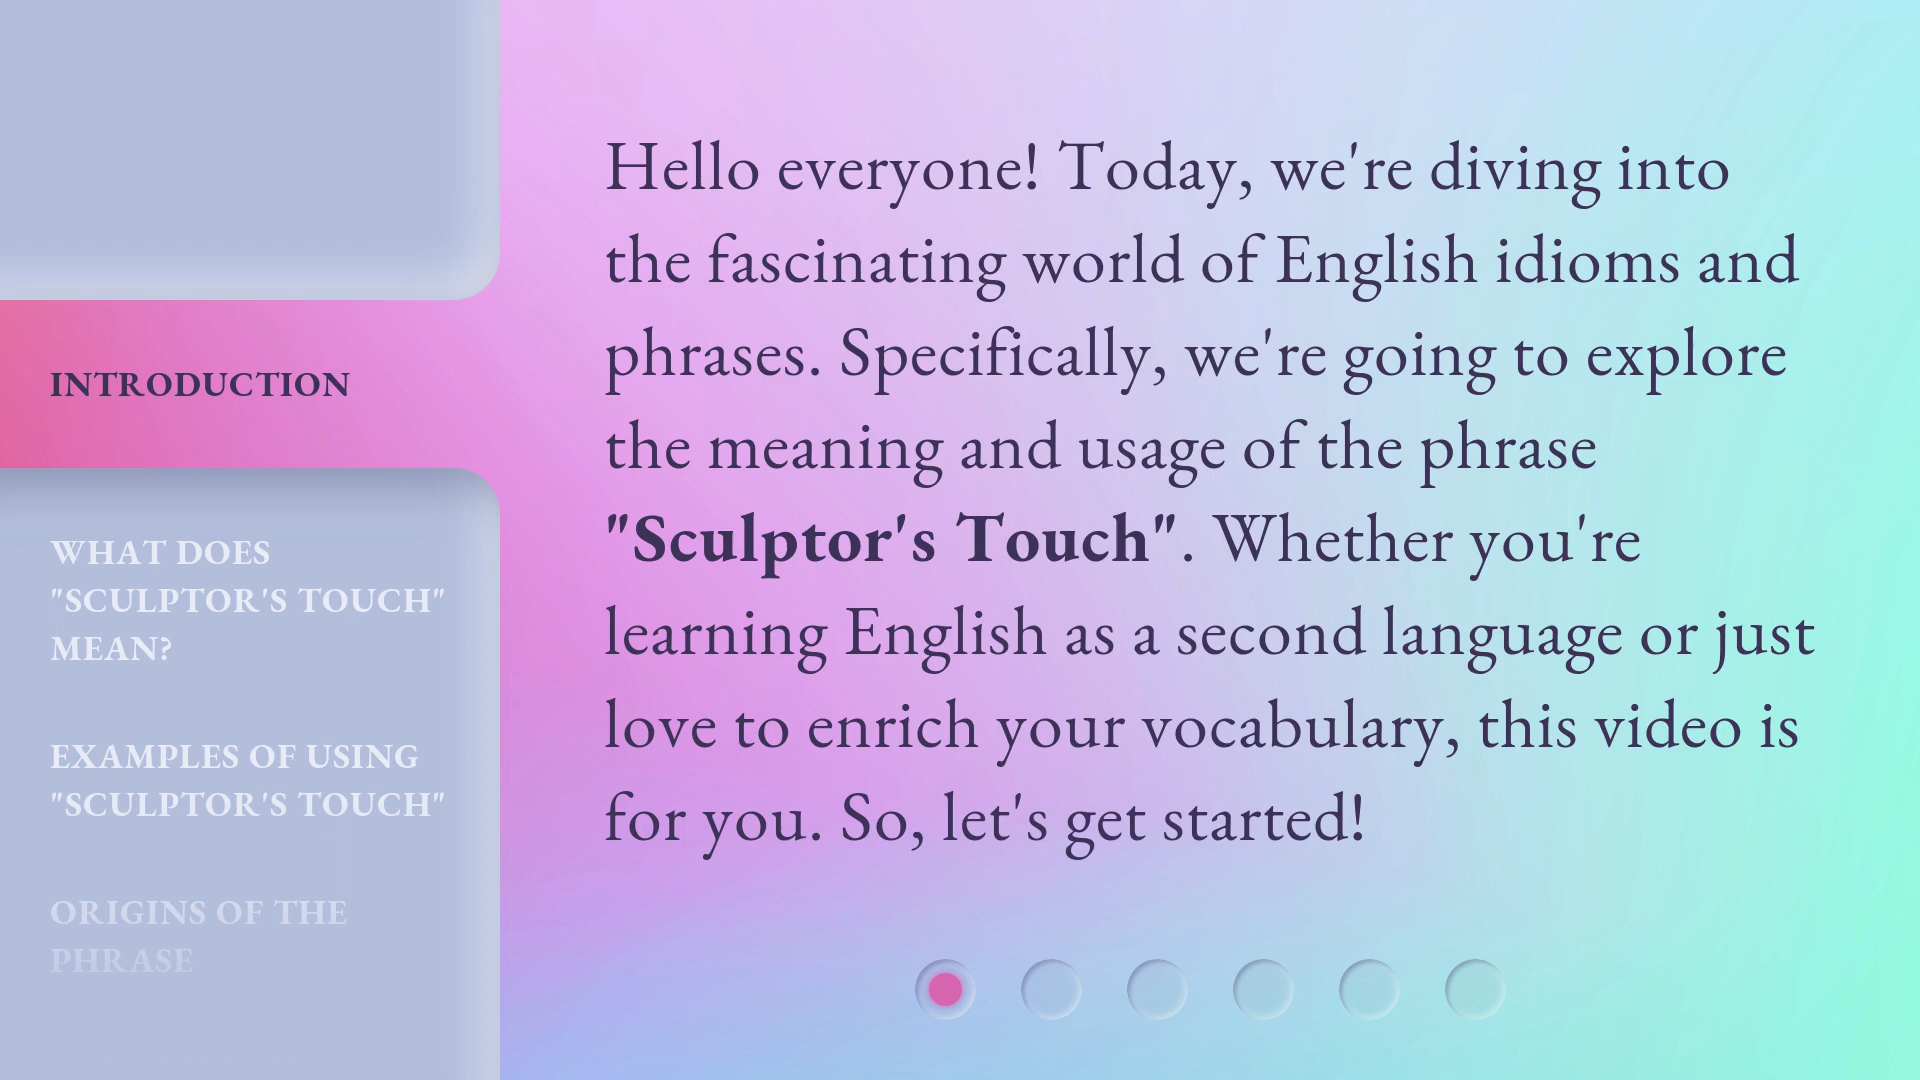 INTRODUCTION
WHAT DOES
"SCULPTOR'S TOUCH"
MEAN?
EXAMPLES OF USING
"SCULPTOR'S TOUCH"
ORIGINS OF THE
PHRASE
Hello everyone! Today, we're diving into
the fascinating world of English idioms and
phrases. Specifically, we're going to explore
the meaning and usage of the phrase
"Sculptor's Touch". Whether you're
learning English as a second language or just
love to enrich your vocabulary, this video is
for you. So, let's get started!